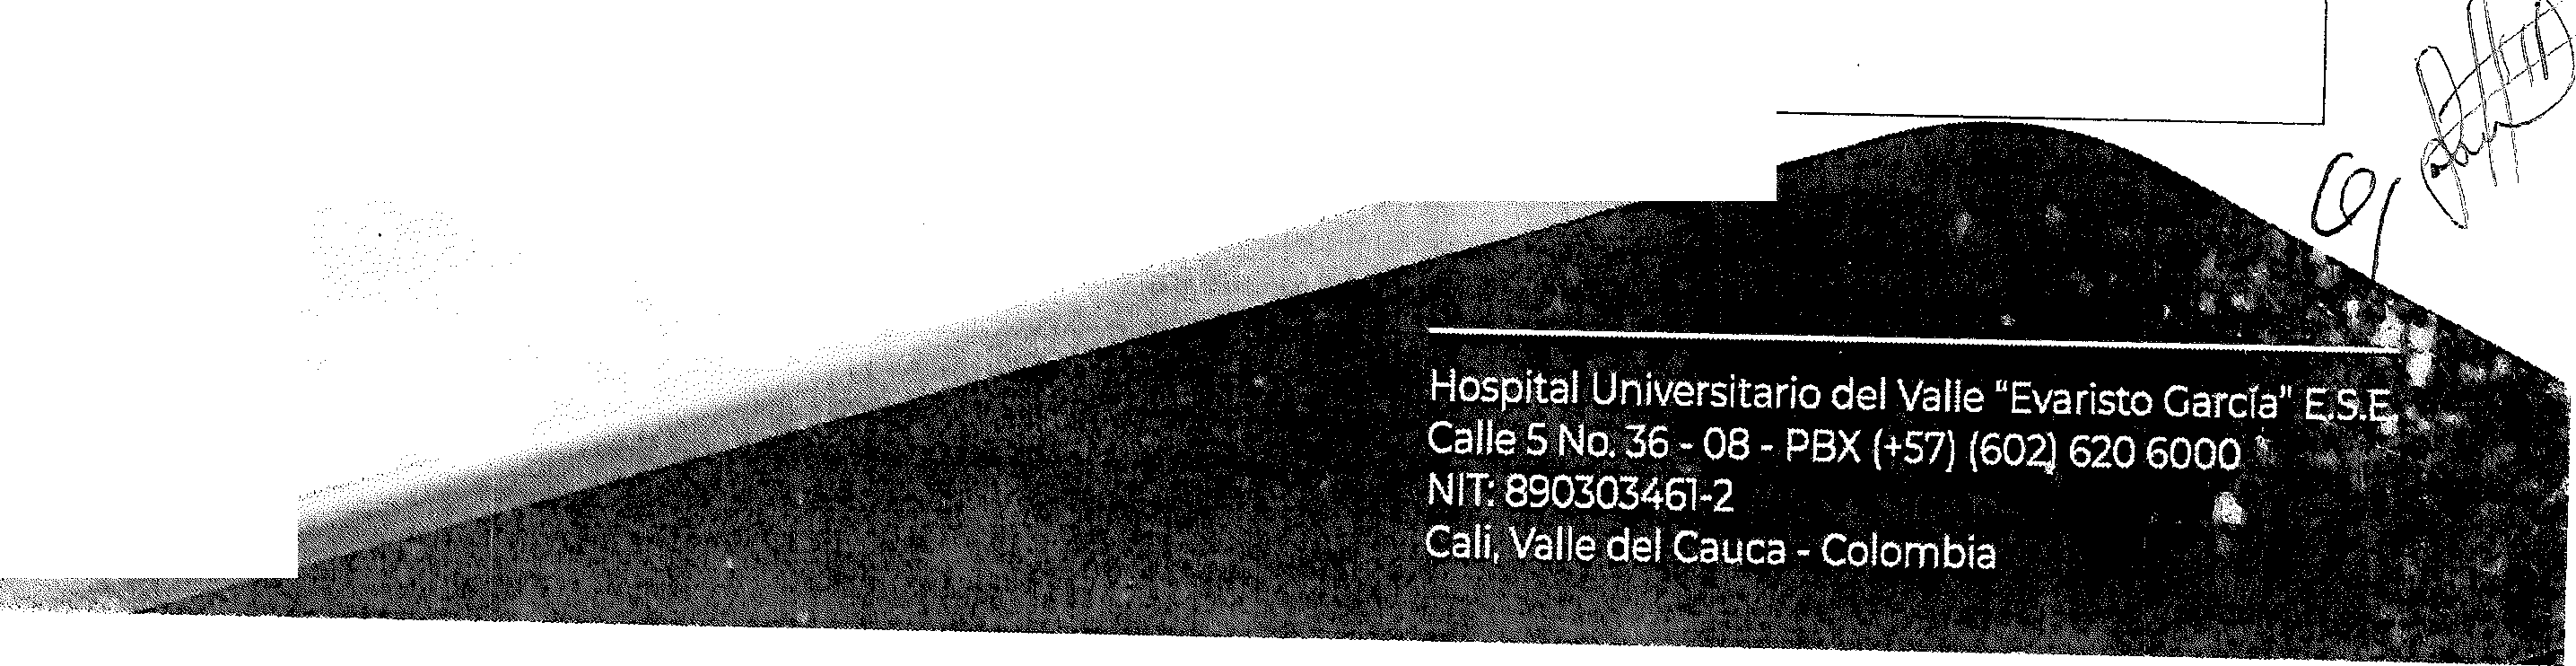 Hospital Universitario del Valle “Evaristo García” E.S.E.
Calle 5 No. 36 - 08 - PBX (+57) (602) 620 6000
NIT: 890303461-2
Cali, Valle del Cauca - Colombia